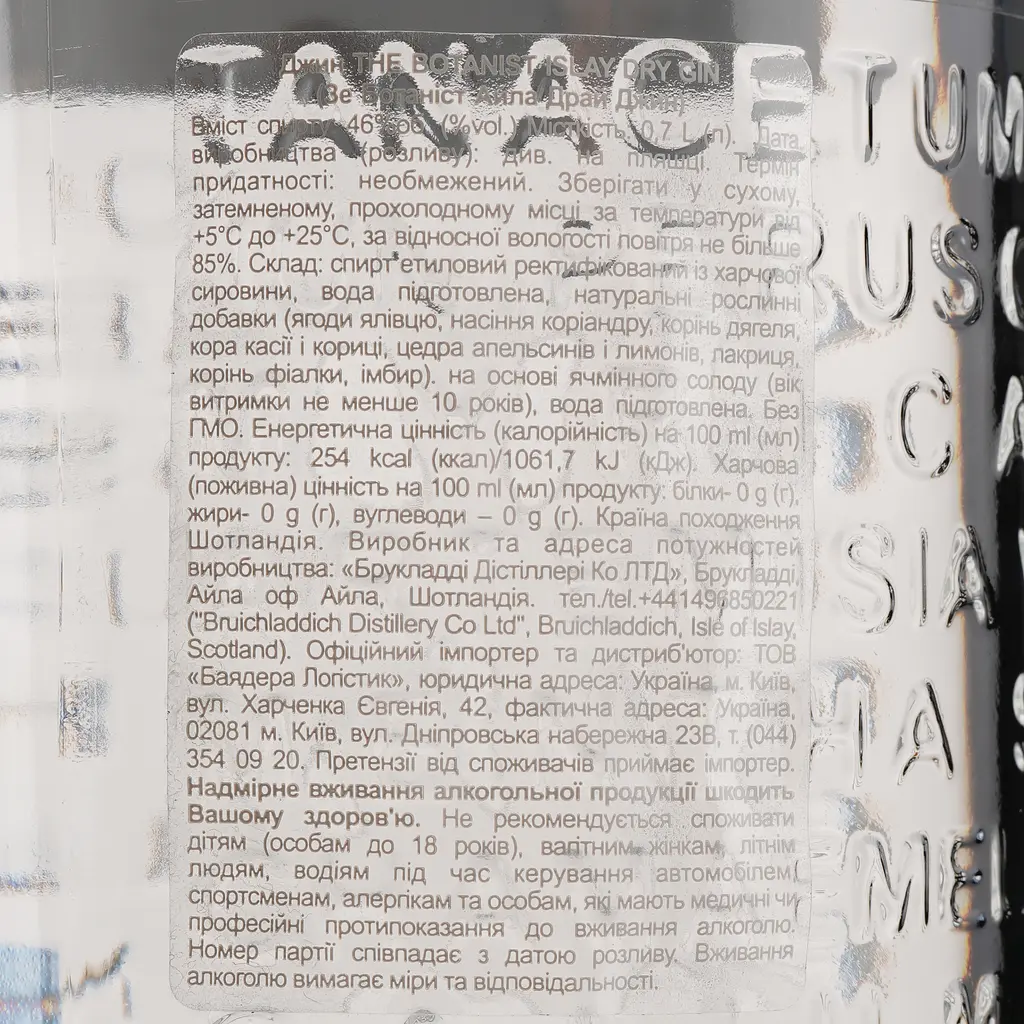 TANACETUM
Джин THE BOTANIST ISLAY DRY GIN
(Зе Ботаніст Айла Драй Джин)
Вміст спирту: 46% об. (%vol.) Місткість: 0,7 L (л). Дата
виробництва (розливу): див. на пляшці. Термін
придатності: необмежений. Зберігати у сухому,
затемненому, прохолодному місці за температури від
+5°C до +25°C, за відносної вологості повітря не більше
85%. Склад: спирт етиловий ректифікований із харчової
сировини, вода підготовлена, натуральні рослинні
добавки (ягоди ялівцю, насіння коріандру, корінь дягеля,
кора касії і кориці, цедра апельсинів і лимонів, лакриця,
корінь фіалки, імбир). на основі ячмінного солоду (вік
витримки не менше 10 років), вода підготовлена. Без
ГМО. Енергетична цінність (калорійність) на 100 ml (мл)
продукту: 254 kcal (ккал)/1061,7 kJ (кДж). Харчова
(поживна) цінність на 100 ml (мл) продукту: білки- 0 g (г),
жири- 0 g (г), вуглеводи – 0 g (г). Країна походження
Шотландія. Виробник та адреса потужностей
виробництва: «Брукладді Дістіллері Ко ЛТД», Брукладді,
Айла оф Айла, Шотландія. тел./tel.+441496850221
("Bruichladdich Distillery Co Ltd", Bruichladdich, Isle of Islay,
Scotland). Офіційний імпортер та дистриб'ютор: ТОВ
«Баядера Логістик», юридична адреса: Україна, м. Київ,
вул. Харченка Євгенія, 42, фактична адреса: Україна,
02081 м. Київ, вул. Дніпровська набережна 23В, т. (044)
354 09 20. Претензії від споживачів приймає імпортер.
Надмірне вживання алкогольної продукції шкодить
Вашому здоров'ю. Не рекомендується споживати
дітям (особам до 18 років), вагітним жінкам, літнім
людям, водіям під час керування автомобілем,
спортсменам, алергікам та особам, які мають медичні чи
професійні протипоказання до вживання алкоголю.
Номер партії співпадає з датою розливу. Вживання
алкоголю вимагає міри та відповідальності.